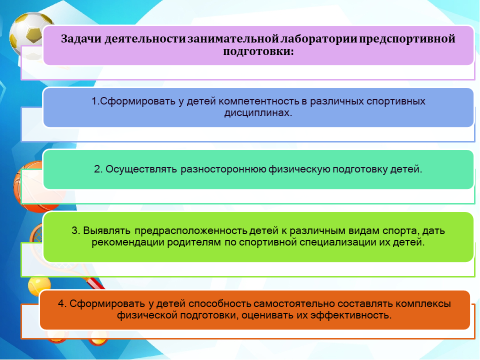 Задачи деятельности занимательной лаборатории предспортивной
подготовки:
1.Сформировать у детей компетентность в различных спортивных
дисциплинах.
2. Осуществлять разностороннюю физическую подготовку детей.
3. Выявлять предрасположенность детей к различным видам спорта, дать
рекомендации родителям по спортивной специализации их детей.
4. Сформировать у детей способность самостоятельно составлять комплексы
физической подготовки, оценивать их эффективность.